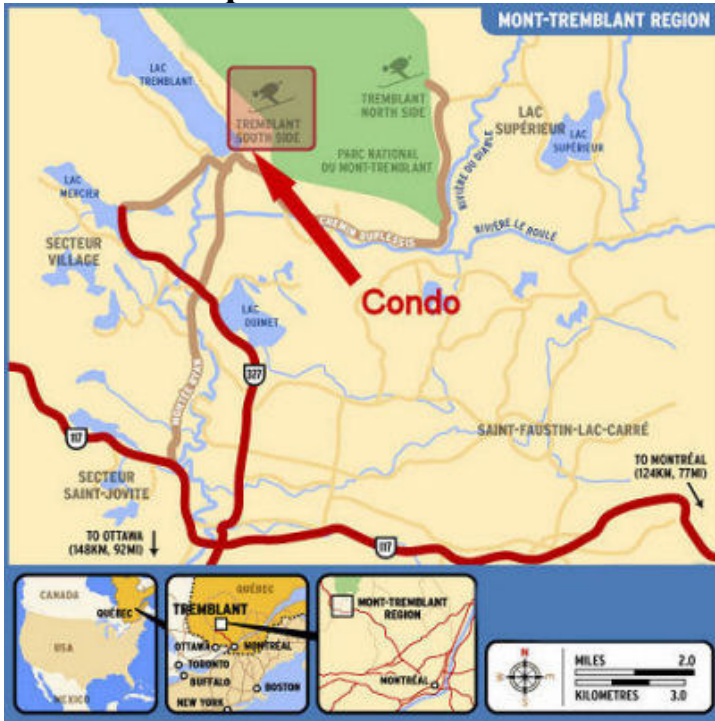 MONT-TREMBLANT REGION
LAC
TREMBLANT
TREMBLANT
SOUTH SIDE
TREMBLANT
NORTH SIDE
LAC
SUPÉRIEUR
LAC
SUPÉRIEUR
PARC NATIONAL
DU MONT-TREMBLANT
RIVIÈRE DU DIABLE
LAC
MERCIER
CHEMIN DUPLESSIS
RIVIÈRE LE BOULÉ
SECTEUR
VILLAGE
Condo
LAC
OUIMET
MONTÉE RYAN
327
117
SAINT-FAUSTIN-LAC-CARRÉ
SECTEUR
SAINT-JOVITE
TO MONTRÉAL
(124KM, 77MI)
TO OTTAWA
(148KM, 92MI)
117
CANADA
QUÉBEC
USA
MEXICO
QUÉBEC
TREMBLANT
OTTAWA
MONTRÉAL
TORONTO
BUFFALO
BOSTON
NEW YORK
MONT-TREMBLANT
REGION
MONTRÉAL
N
S
MILES 2.0
KILOMETRES 3.0